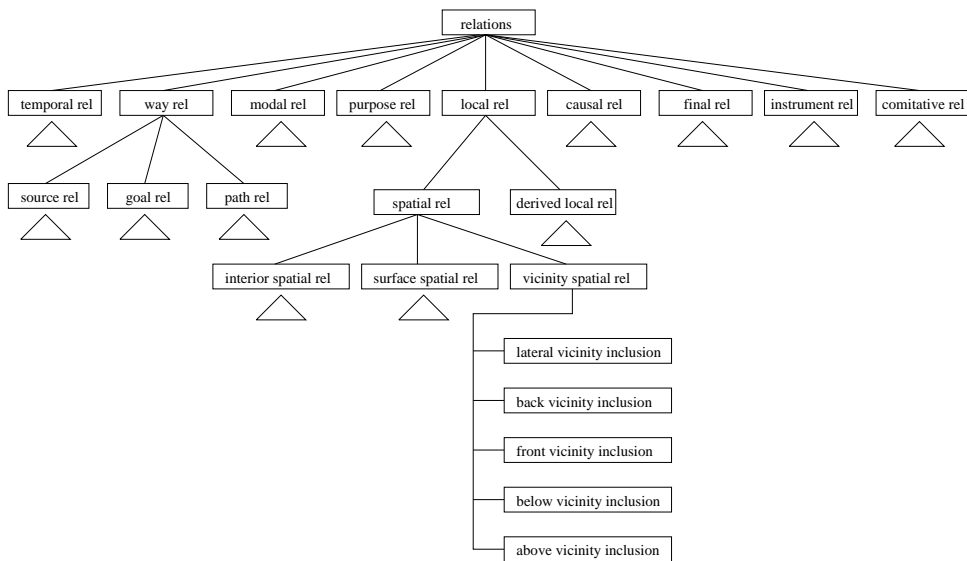 relations
temporal rel
way rel
modal rel
purpose rel
local rel
causal rel
final rel
instrument rel
comitative rel
source rel
goal rel
path rel
spatial rel
derived local rel
interior spatial rel
surface spatial rel
vicinity spatial rel
lateral vicinity inclusion
back vicinity inclusion
front vicinity inclusion
below vicinity inclusion
above vicinity inclusion